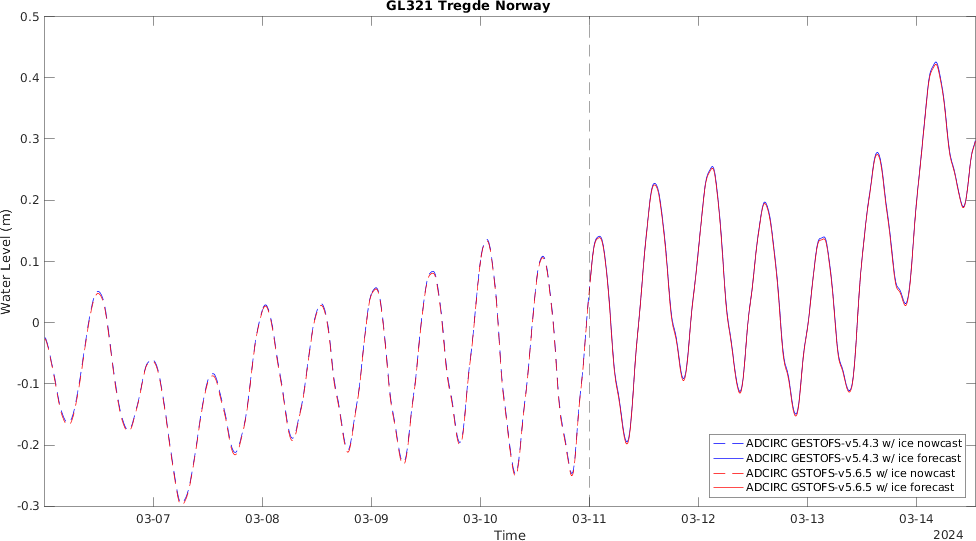 GL321 Tregde Norway
0.5
0.4
0.3
0.2
0.1
0
-0.1
-0.2
-0.3
Water Level (m)
ADCIRC GESTOFS-v5.4.3 w/ ice nowcast
ADCIRC GESTOFS-v5.4.3 w/ ice forecast
ADCIRC GSTOFS-v5.6.5 w/ ice nowcast
ADCIRC GSTOFS-v5.6.5 w/ ice forecast
03-07 03-08 03-09 03-10 03-11 03-12 03-13 03-14
Time
2024